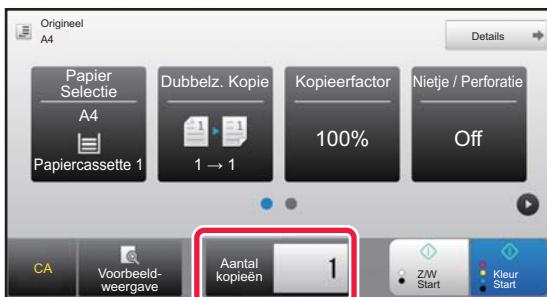 Origineel
A4
Details
Papier
Selectie
A4
Papiercassette 1
Dubbelz. Kopie
1 → 1
Kopieerfactor
100%
Nietje / Perforatie
Off
CA
Voorbeeld-
weergave
Aantal
kopieën
1
Z/W
Start
Kleur
Start